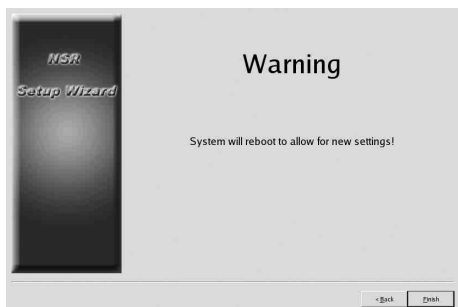 NSR
Setup Wizard
Warning
System will reboot to allow for new settings!
< Back
Finish